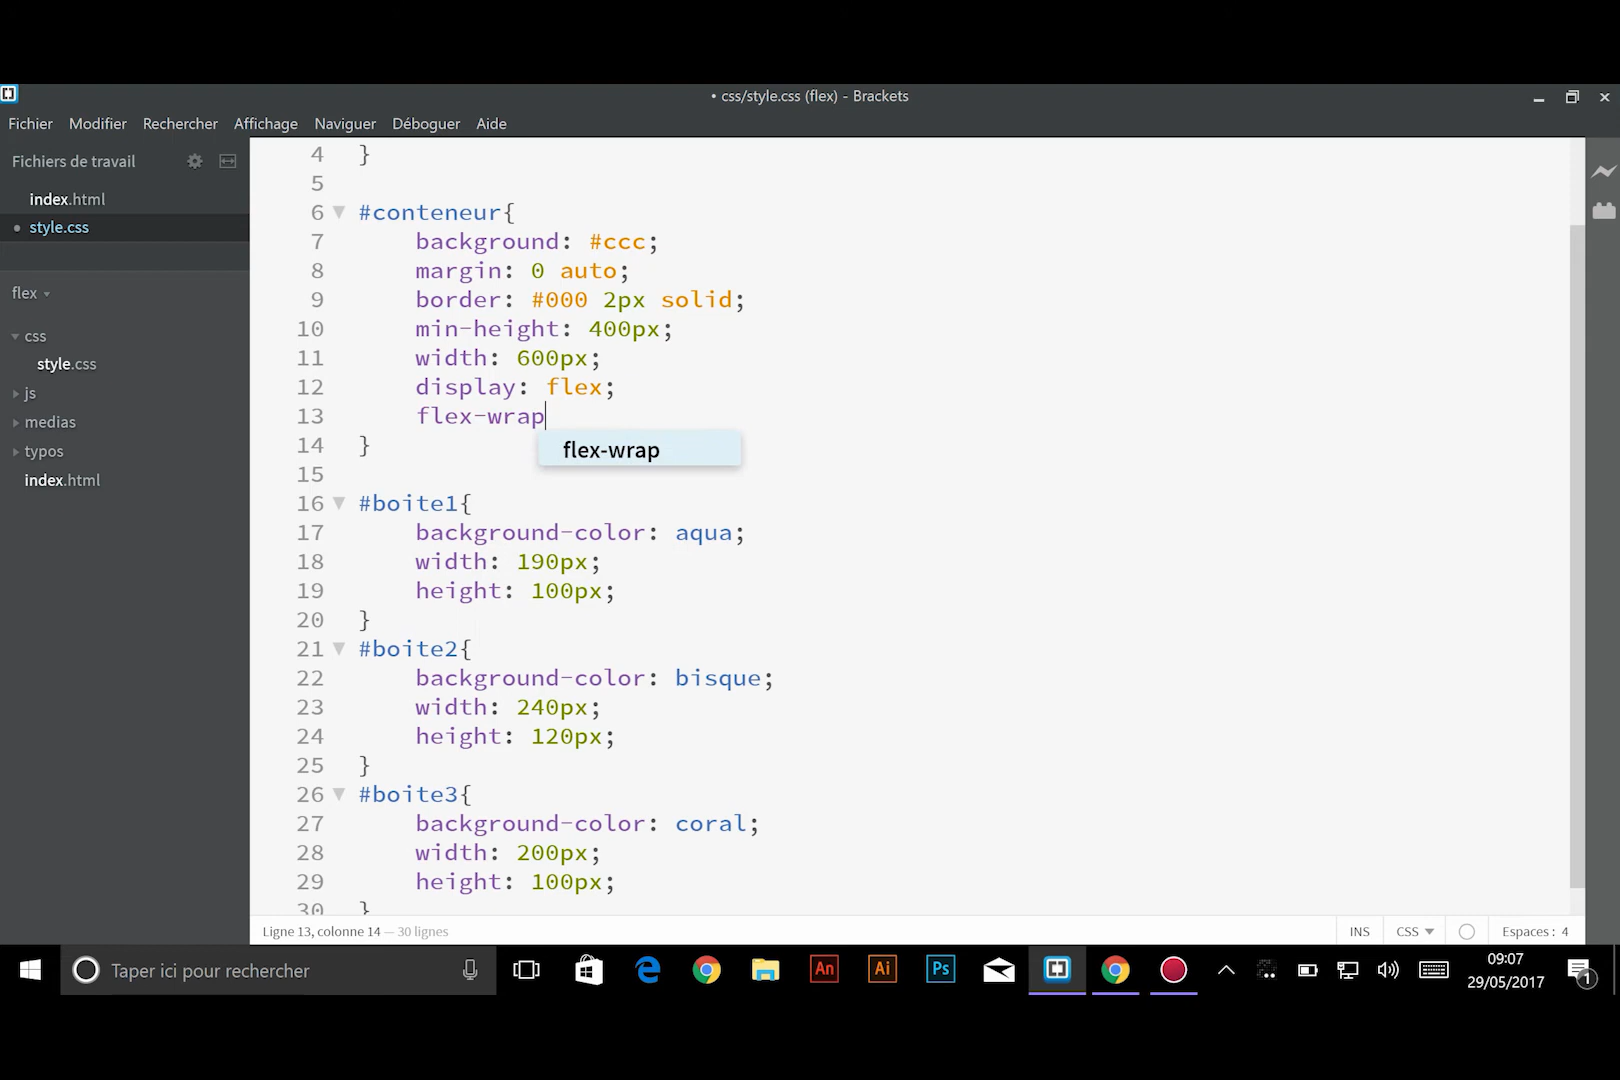 • css/style.css (flex) - Brackets
Fichier Modifier Rechercher Affichage Naviguer Déboguer Aide
Fichiers de travail
index.html
• style.css
flex
css
style.css
js
medias
typos
index.html
4 }
5
6 #conteneur{
7 background: #ccc;
8 margin: 0 auto;
9 border: #000 2px solid;
10 min-height: 400px;
11 width: 600px;
12 display: flex;
13 flex-wrap
flex-wrap
14 }
15
16 #boite1{
17 background-color: aqua;
18 width: 190px;
19 height: 100px;
20 }
21 #boite2{
22 background-color: bisque;
23 width: 240px;
24 height: 120px;
25 }
26 #boite3{
27 background-color: coral;
28 width: 200px;
29 height: 100px;
30 }
Ligne 13, colonne 14 — 30 lignes
INS CSS Espaces : 4
Taper ici pour rechercher
An Ai Ps
09:07
29/05/2017
1